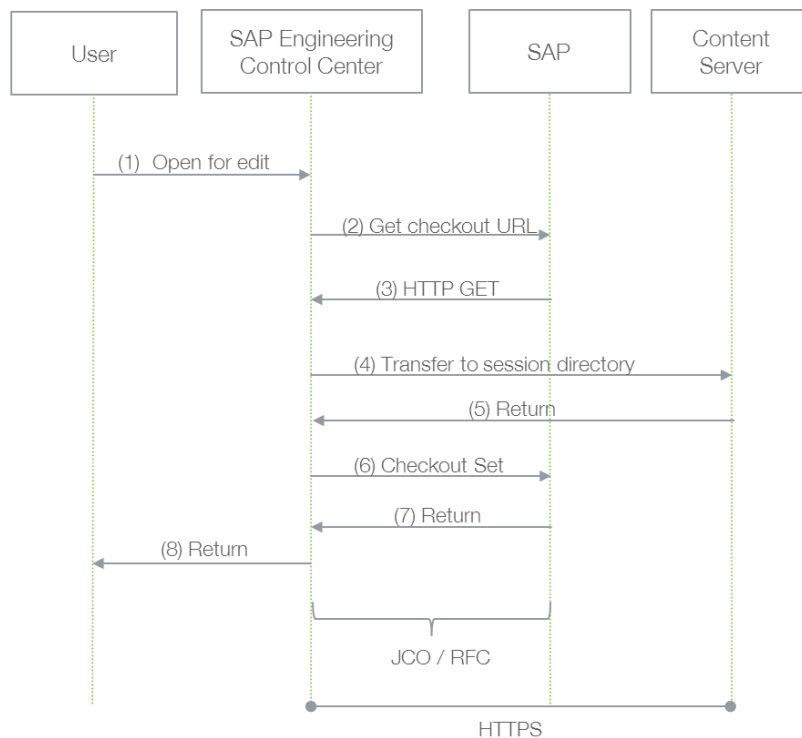 User
SAP Engineering
Control Center
SAP
Content
Server
(1) Open for edit
(2) Get checkout URL
(3) HTTP GET
(4) Transfer to session directory
(5) Return
(6) Checkout Set
(7) Return
(8) Return
JCO / RFC
HTTPS